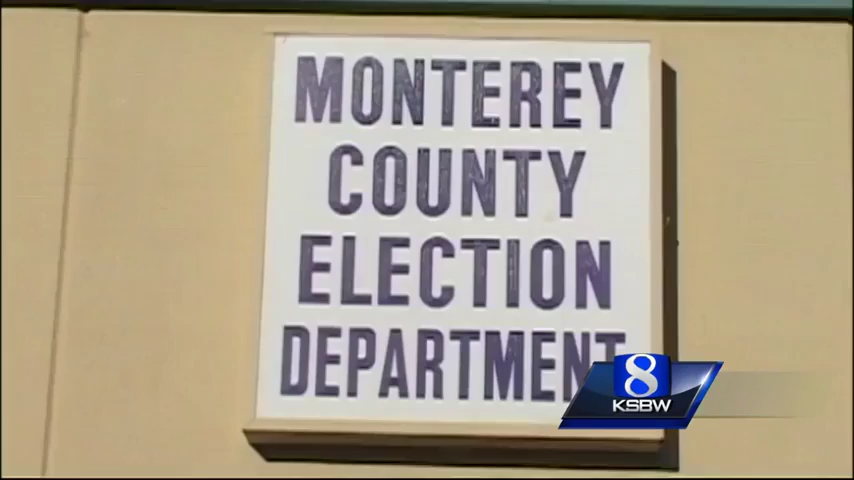 MONTEREY
COUNTY
ELECTION
DEPARTMENT
8
KSBW